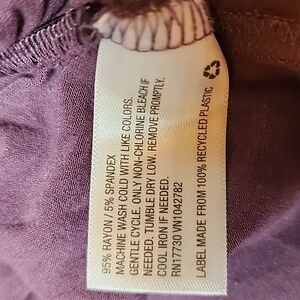 95% RAYON / 5% SPANDEX
MACHINE WASH COLD WITH LIKE COLORS.
GENTLE CYCLE. ONLY NON-CHLORINE BLEACH IF
NEEDED, TUMBLE DRY LOW. REMOVE PROMPTLY.
COOL IRON IF NEEDED.
RN17730 VN1042782
LABEL MADE FROM 100% RECYCLED PLASTIC